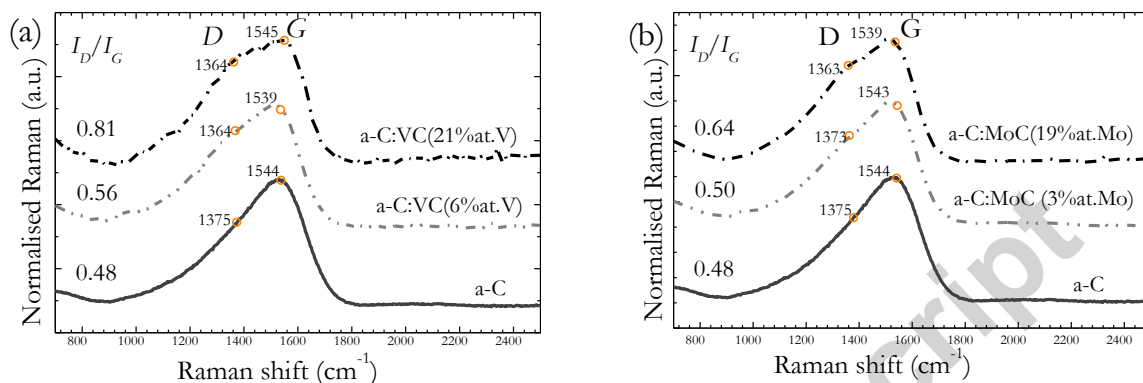 (a)
I_D/I_G
D
G
1545
1364
0.81
a-C:VC(21%at.V)
1539
1364
0.56
a-C:VC(6%at.V)
1544
1375
0.48
a-C
Normalised Raman (a.u.)
800 1000 1200 1400 1600 1800 2000 2200 2400
Raman shift (cm⁻¹)
(b)
I_D/I_G
D
G
1539
1363
0.64
a-C:MoC(19%at.Mo)
1543
1373
0.50
a-C:MoC (3%at.Mo)
1544
1375
0.48
a-C
Normalised Raman (a.u.)
800 1000 1200 1400 1600 1800 2000 2200 2400
Raman shift (cm⁻¹)
cript